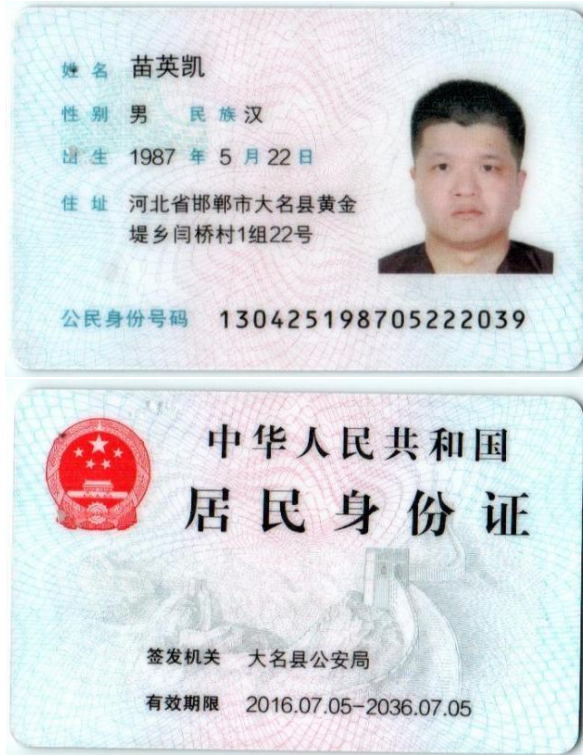 姓名 苗英凯
性别 男 民族 汉
出生 1987 年 5 月 22 日
住址 河北省邯郸市大名县黄金
堤乡闫桥村1组22号
公民身份号码 130425198705222039
中华人民共和国
居民身份证
签发机关 大名县公安局
有效期限 2016.07.05-2036.07.05